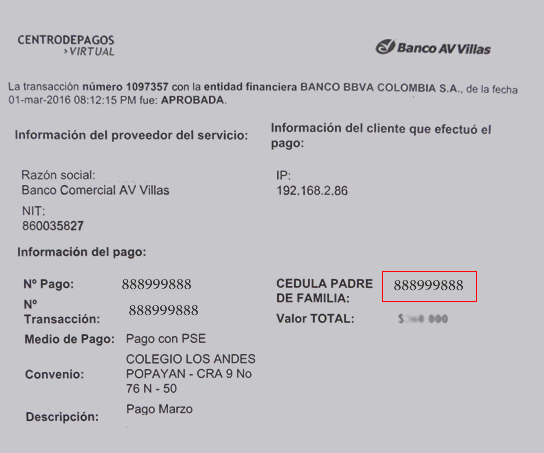 CENTRODEPAGOS
› VIRTUAL
Banco AV Villas
La transacción número 1097357 con la entidad financiera BANCO BBVA COLOMBIA S.A., de la fecha
01-mar-2016 08:12:15 PM fue: APROBADA.
Información del proveedor del servicio:
Razón social:
Banco Comercial AV Villas
NIT:
860035827
Información del cliente que efectuó el
pago:
IP:
192.168.2.86
Información del pago:
Nº Pago: 888999888
Nº
Transacción: 888999888
Medio de Pago: Pago con PSE
Convenio: COLEGIO LOS ANDES
POPAYAN - CRA 9 No
76 N - 50
Descripción: Pago Marzo
CEDULA PADRE
DE FAMILIA: 888999888
Valor TOTAL: